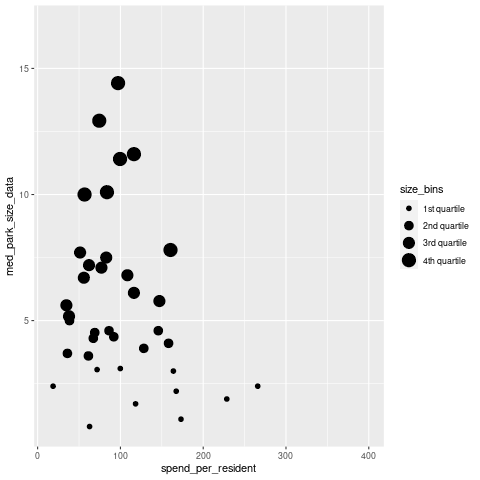 15
10
5
med_park_size_data
0
100
200
300
400
spend_per_resident
size_bins
1st quartile
2nd quartile
3rd quartile
4th quartile